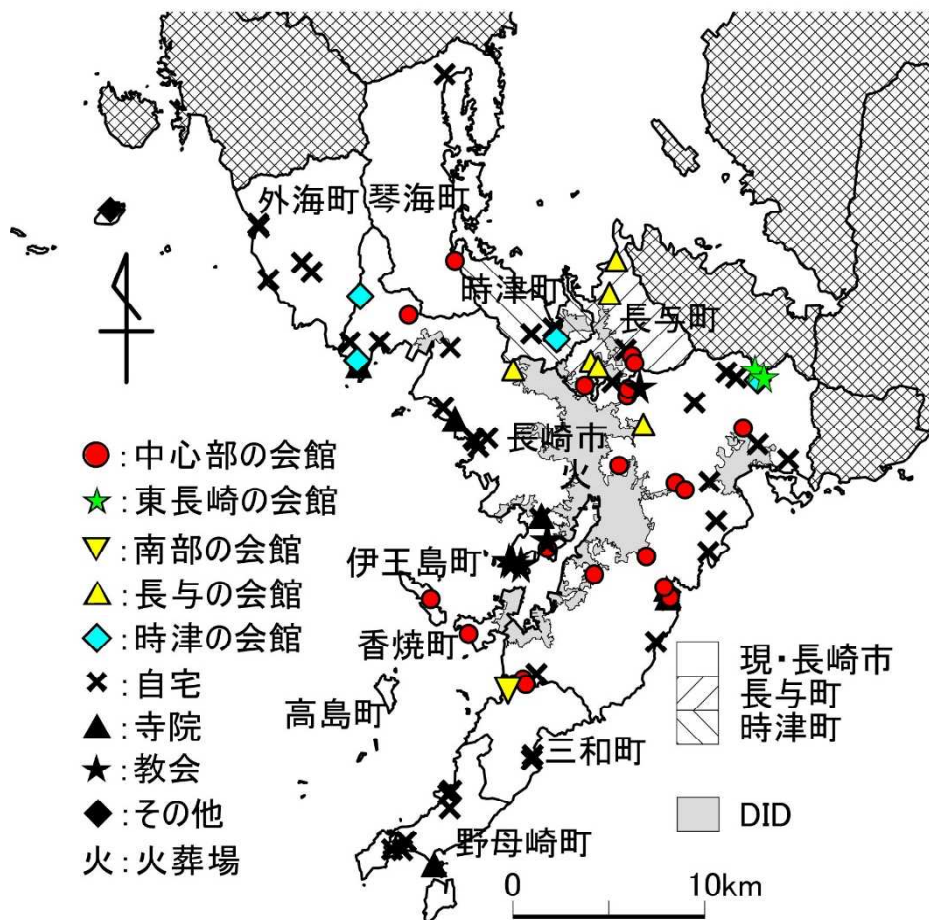 外海町
琴海町
時津町
長与町
長崎市
火
伊王島町
香焼町
高島町
三和町
野母崎町
：中心部の会館
：東長崎の会館
：南部の会館
：長与の会館
：時津の会館
：自宅
：寺院
：教会
：その他
火：火葬場
現・長崎市
長与町
時津町
DID
0 10km